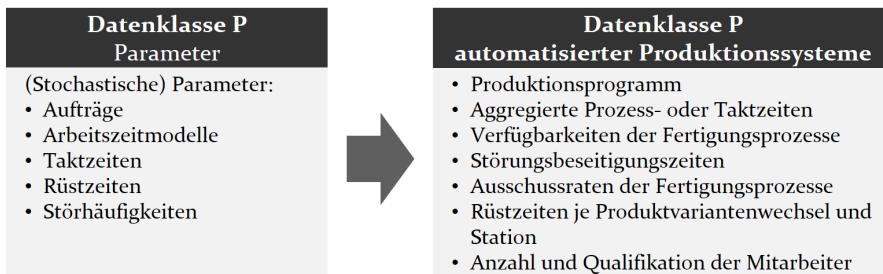 Datenklasse P
Parameter
(Stochastische) Parameter:
• Aufträge
• Arbeitszeitmodelle
• Taktzeiten
• Rüstzeiten
• Störhäufigkeiten
Datenklasse P
automatisierter Produktionssysteme
• Produktionsprogramm
• Aggregierte Prozess- oder Taktzeiten
• Verfügbarkeiten der Fertigungsprozesse
• Störungsbeseitigungszeiten
• Ausschussraten der Fertigungsprozesse
• Rüstzeiten je Produktvariantenwechsel und
Station
• Anzahl und Qualifikation der Mitarbeiter